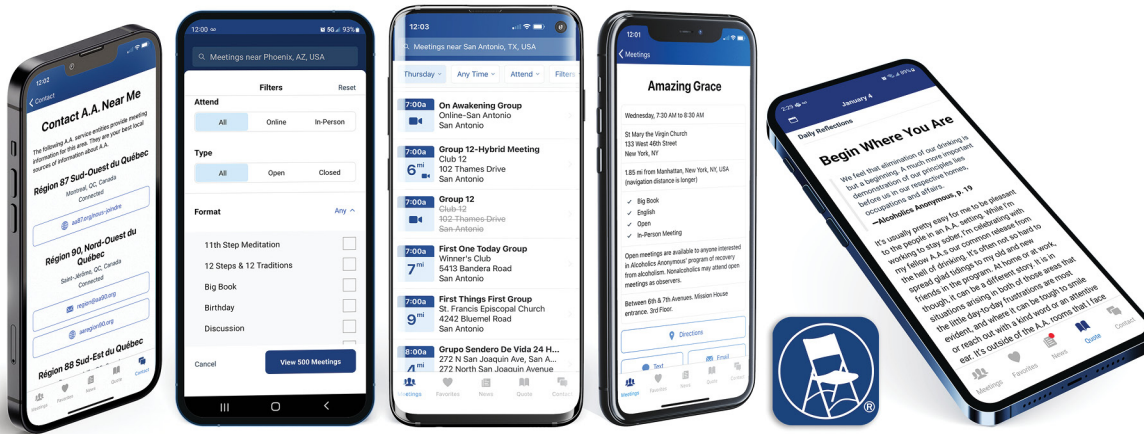 12:02
Contact
Contact A.A. Near Me
The following A.A. service entities provide meeting
information for this area. They are your best local
sources of information about A.A.
Région 87 Sud-Ouest du Québec
Montreal, QC, Canada
Connected
aa87.org/nous-joindre
Région 90, Nord-Ouest du
Québec
Saint-Jérôme, QC, Canada
Connected
region@aa90.org
aaregion90.org
Région 88 Sud-Est du Québec
Meetings
Favorites
News
Quote
Contact
12:00
5G
93%
Meetings near Phoenix, AZ, USA
Filters
Reset
Attend
All
Online
In-Person
Type
All
Open
Closed
Format
Any
11th Step Meditation
12 Steps & 12 Traditions
Big Book
Birthday
Discussion
Cancel
View 500 Meetings
12:03
Meetings near San Antonio, TX, USA
Thursday
Any Time
Attend
Filters
7:00a
On Awakening Group
Online-San Antonio
San Antonio
7:00a
6 mi
Group 12-Hybrid Meeting
Club 12
102 Thames Drive
San Antonio
7:00a
Group 12
Club 12
102 Thames Drive
San Antonio
7:00a
7 mi
First One Today Group
Winner's Club
5413 Bandera Road
San Antonio
7:00a
9 mi
First Things First Group
St. Francis Episcopal Church
4242 Bluemel Road
San Antonio
8:00a
Grupo Sendero De Vida 24 H...
272 N San Joaquin Ave, San A...
272 North San Joaquin Avenue
Meetings
Favorites
News
Quote
Contact
12:01
Meetings
Amazing Grace
Wednesday, 7:30 AM to 8:30 AM
St Mary the Virgin Church
133 West 46th Street
New York, NY
1.85 mi from Manhattan, New York, NY, USA
(navigation distance is longer)
Big Book
English
Open
In-Person Meeting
Open meetings are available to anyone interested
in Alcoholics Anonymous' program of recovery
from alcoholism. Nonalcoholics may attend open
meetings as observers.
Between 6th & 7th Avenues. Mission House
entrance. 3rd Floor.
Directions
Text
Email
Meetings
Favorites
News
Quote
Contact
®
2:29
89%
January 4
Daily Reflections
Begin Where You Are
We feel that elimination of our drinking is
but a beginning. A much more important
demonstration of our principles lies
before us in our respective homes,
occupations and affairs.
—Alcoholics Anonymous, p. 19
It's usually pretty easy for me to be pleasant
to the people in an A.A. setting. While I'm
working to stay sober, I'm celebrating with
my fellow A.A.s our common release from
the hell of drinking. It's often not so hard to
spread glad tidings to my old and new
friends in the program. At home or at work,
though, it can be a different story. It is in
situations arising in both of those areas that
the little day-to-day frustrations are most
evident, and where it can be tough to smile
or reach out with a kind word or an attentive
ear. It's outside of the A.A. rooms that I face
Meetings
Favorites
News
Quote
Contact